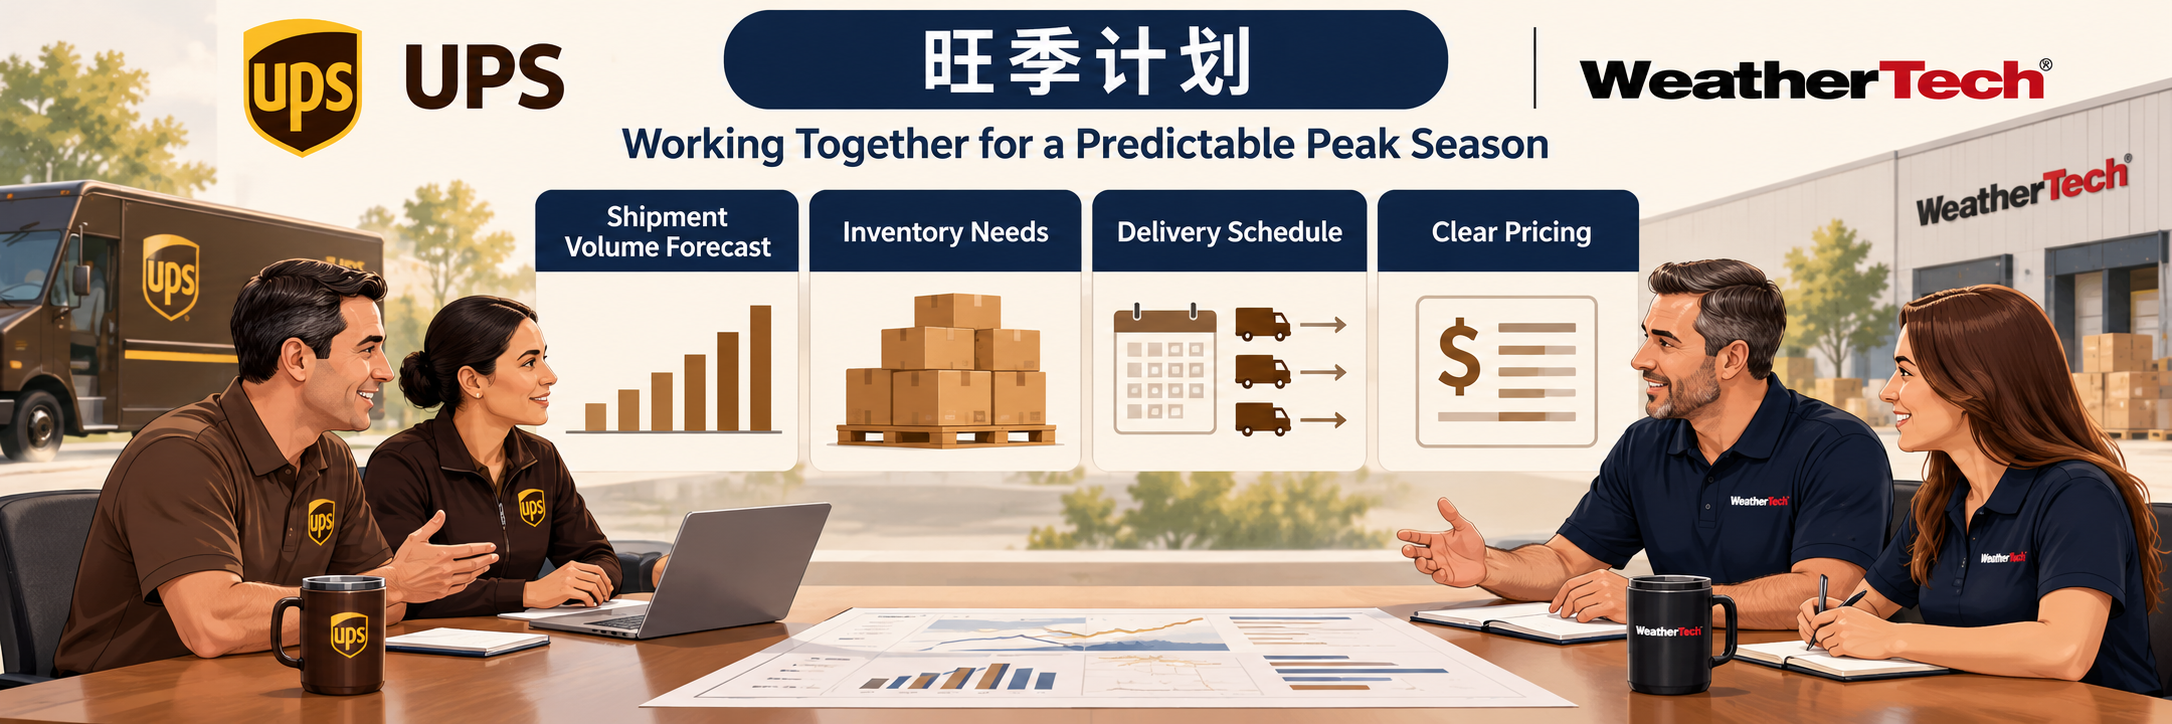 ups
UPS
旺季计划
WeatherTech®
Working Together for a Predictable Peak Season
Shipment
Volume Forecast
Inventory Needs
Delivery Schedule
Clear Pricing
$
WeatherTech®
ups
ups
ups
ups
WeatherTech
WeatherTech
WeatherTech